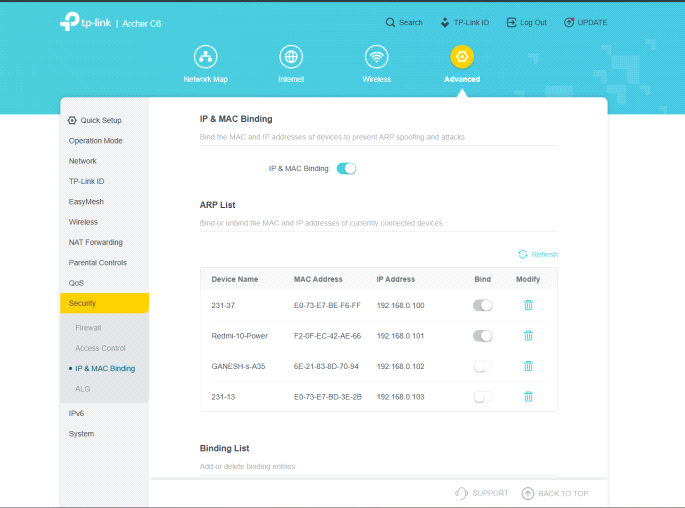 tp-link | Archer C6
Search TP-Link ID Log Out UPDATE
Network Map Internet Wireless Advanced
Quick Setup
Operation Mode
Network
TP-Link ID
EasyMesh
Wireless
NAT Forwarding
Parental Controls
QoS
Security
Firewall
Access Control
• IP & MAC Binding
ALG
IPv6
System
IP & MAC Binding
Bind the MAC and IP addresses of devices to prevent ARP spoofing and attacks.
IP & MAC Binding:
ARP List
Bind or unbind the MAC and IP addresses of currently connected devices.
Refresh
Device Name MAC Address IP Address Bind Modify
231-37 E0-73-E7-BE-F6-FF 192.168.0.100
Redmi-10-Power F2-0F-EC-42-AE-66 192.168.0.101
GANESH-s-A35 6E-21-83-8D-70-94 192.168.0.102
231-13 E0-73-E7-BD-3E-2B 192.168.0.103
Binding List
Add or delete binding entries.
SUPPORT BACK TO TOP